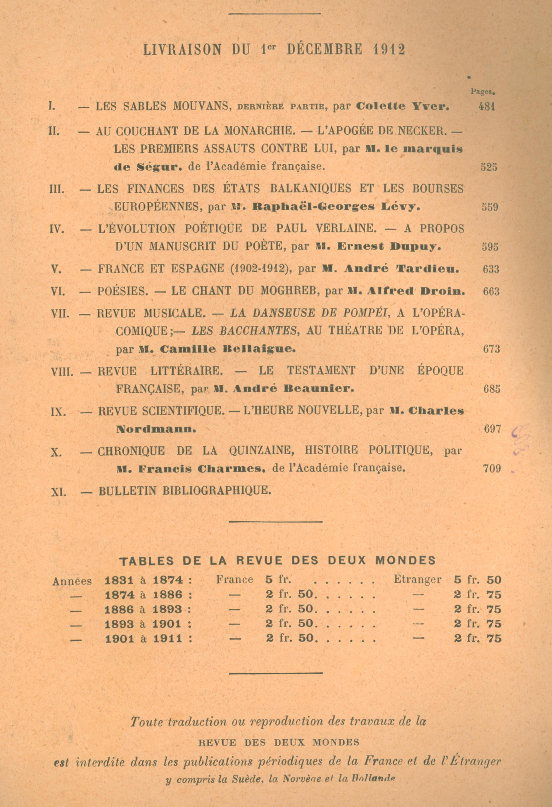 LIVRAISON DU 1er DÉCEMBRE 1912
Pages.
I. — LES SABLES MOUVANS, DERNIÈRE PARTIE, par Colette Yver. 481
II. — AU COUCHANT DE LA MONARCHIE. — L'APOGÉE DE NECKER. —
LES PREMIERS ASSAUTS CONTRE LUI, par M. le marquis
de Ségur, de l'Académie française. 525
III. — LES FINANCES DES ÉTATS BALKANIQUES ET LES BOURSES
EUROPÉENNES, par M. Raphaël-Georges Lévy. 559
IV. — L'ÉVOLUTION POÉTIQUE DE PAUL VERLAINE. — A PROPOS
D'UN MANUSCRIT DU POÈTE, par M. Ernest Dupuy. 595
V. — FRANCE ET ESPAGNE (1902-1912), par M. André Tardieu. 633
VI. — POÉSIES. — LE CHANT DU MOGHREB, par M. Alfred Droin. 663
VII. — REVUE MUSICALE. — LA DANSEUSE DE POMPÉI, A L'OPÉRA-
COMIQUE; — LES BACCHANTES, AU THÉATRE DE L'OPÉRA,
par M. Camille Bellaigue. 673
VIII. — REVUE LITTÉRAIRE. — LE TESTAMENT D'UNE ÉPOQUE
FRANÇAISE, par M. André Beaunier. 685
IX. — REVUE SCIENTIFIQUE. — L'HEURE NOUVELLE, par M. Charles
Nordmann. 697
X. — CHRONIQUE DE LA QUINZAINE, HISTOIRE POLITIQUE, par
M. Francis Charmes, de l'Académie française. 709
XI. — BULLETIN BIBLIOGRAPHIQUE.
TABLES DE LA REVUE DES DEUX MONDES
Années 1831 à 1874 : France 5 fr. . . . . . . Étranger 5 fr. 50
— 1874 à 1886 : — 2 fr. 50. . . . . . — 2 fr. 75
— 1886 à 1893 : — 2 fr. 50. . . . . . — 2 fr. 75
— 1893 à 1901 : — 2 fr. 50. . . . . . — 2 fr. 75
— 1901 à 1911 : — 2 fr. 50. . . . . . — 2 fr. 75
Toute traduction ou reproduction des travaux de la
REVUE DES DEUX MONDES
est interdite dans les publications périodiques de la France et de l'Étranger
y compris la Suède, la Norvège et la Hollande